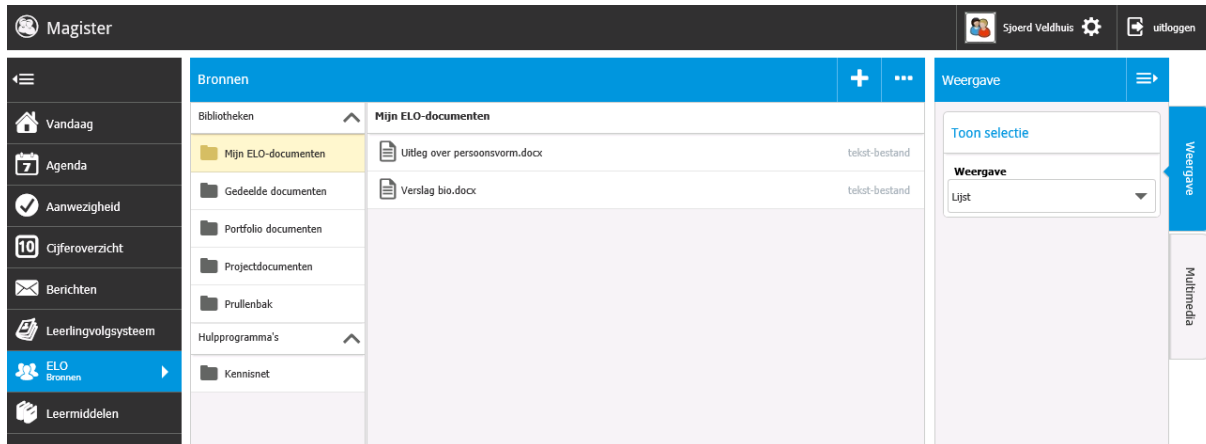 Magister
Sjoerd Veldhuis
uitloggen
Vandaag
7
Agenda
Aanwezigheid
10
Cijferoverzicht
Berichten
Leerlingvolgsysteem
ELO
Bronnen
Leermiddelen
Bronnen
Bibliotheken
Mijn ELO-documenten
Gedeelde documenten
Portfolio documenten
Projectdocumenten
Prullenbak
Hulpprogramma's
Kennisnet
Mijn ELO-documenten
Uitleg over persoonsvorm.docx tekst-bestand
Verslag bio.docx tekst-bestand
Weergave
Toon selectie
Weergave
Lijst
Weergave
Multimedia